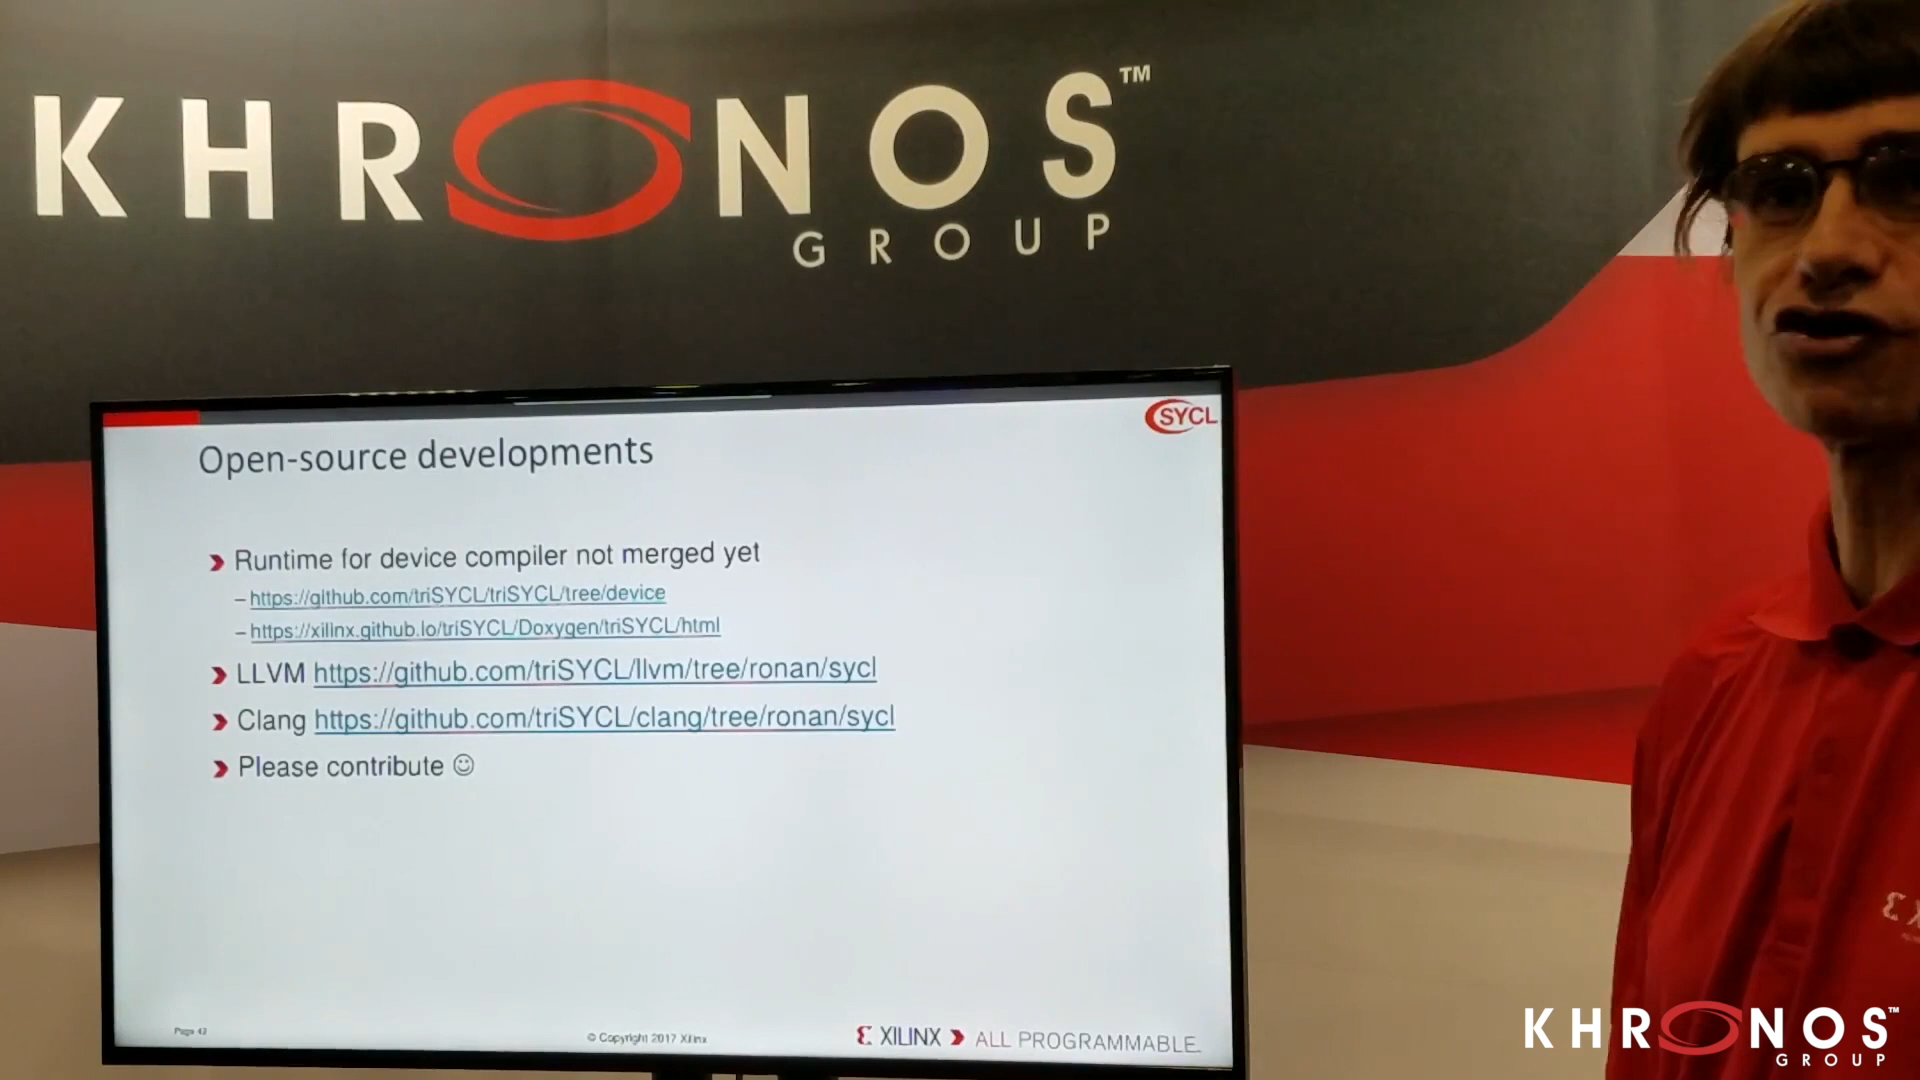 KHRONOS™
GROUP
SYCL
Open-source developments
Runtime for device compiler not merged yet
– https://github.com/triSYCL/triSYCL/tree/device
– https://xilinx.github.io/triSYCL/Doxygen/triSYCL/html
LLVM https://github.com/triSYCL/llvm/tree/ronan/sycl
Clang https://github.com/triSYCL/clang/tree/ronan/sycl
Please contribute ☺
Page 42
© Copyright 2017 Xilinx
XILINX ALL PROGRAMMABLE.
KHRONOS™
GROUP